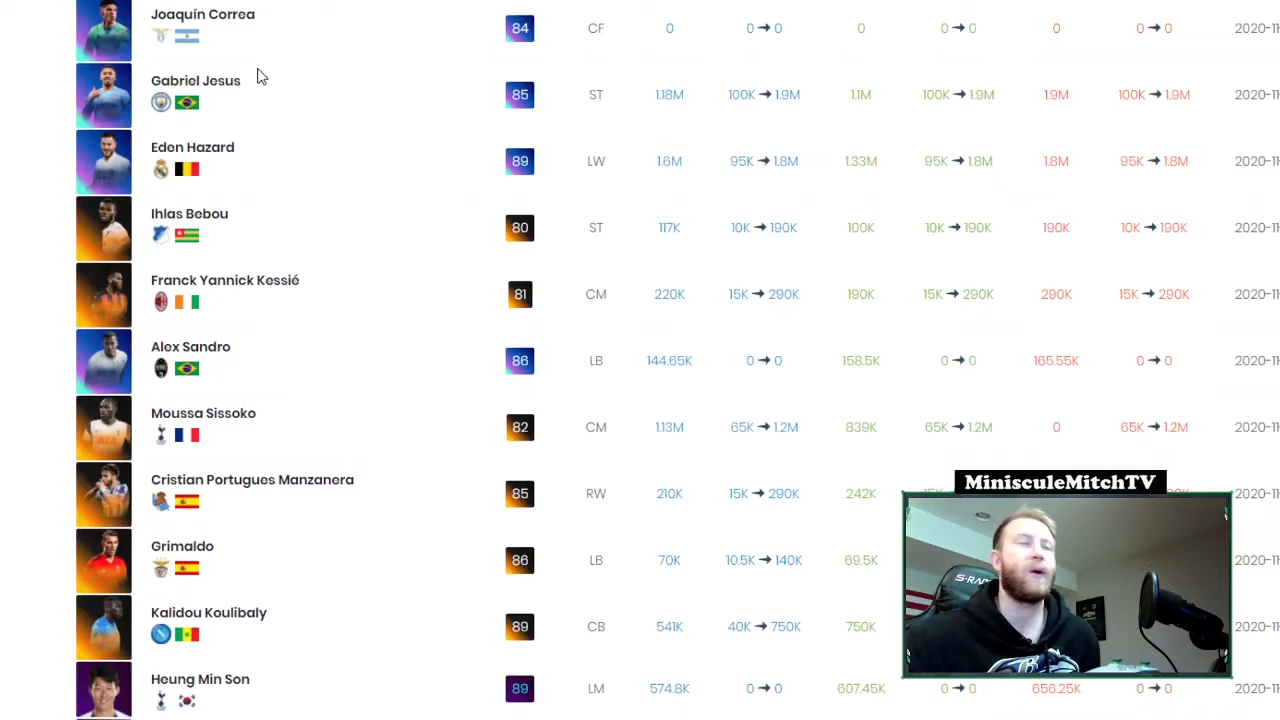 Joaquín Correa 84 CF 0 0 → 0 0 0 → 0 0 0 → 0 2020-11
Gabriel Jesus 85 ST 1.18M 100K → 1.9M 1.1M 100K → 1.9M 1.9M 100K → 1.9M 2020-11
Eden Hazard 89 LW 1.6M 95K → 1.8M 1.33M 95K → 1.8M 1.8M 95K → 1.8M 2020-11
Ihlas Bebou 80 ST 117K 10K → 190K 100K 10K → 190K 190K 10K → 190K 2020-11
Franck Yannick Kessié 81 CM 220K 15K → 290K 190K 15K → 290K 290K 15K → 290K 2020-11
Alex Sandro 86 LB 144.65K 0 → 0 158.5K 0 → 0 165.55K 0 → 0 2020-11
Moussa Sissoko 82 CM 1.13M 65K → 1.2M 839K 65K → 1.2M 0 65K → 1.2M 2020-11
Cristian Portugues Manzanera 85 RW 210K 15K → 290K 242K 2020-11
MinisculeMitchTV
Grimaldo 86 LB 70K 10.5K → 140K 69.5K 2020-11
S-RAC
Kalidou Koulibaly 89 CB 541K 40K → 750K 750K 2020-11
Heung Min Son 89 LM 574.8K 0 → 0 607.45K 0 → 0 656.25K 0 → 0 2020-11